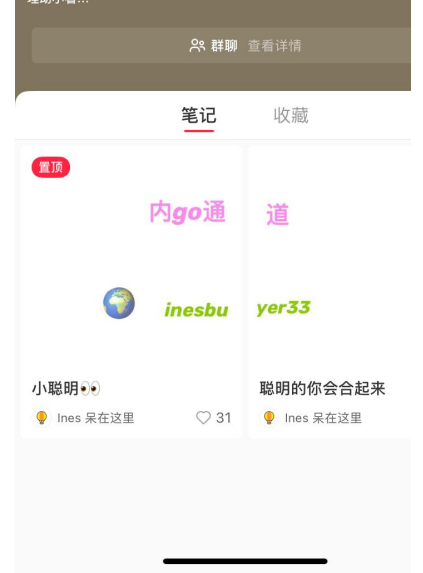 群聊 查看详情
笔记 收藏
置顶
内go通 道
inesbu yer33
小聪明👀 聪明的你会合起来
Ines 呆在这里 31 Ines 呆在这里